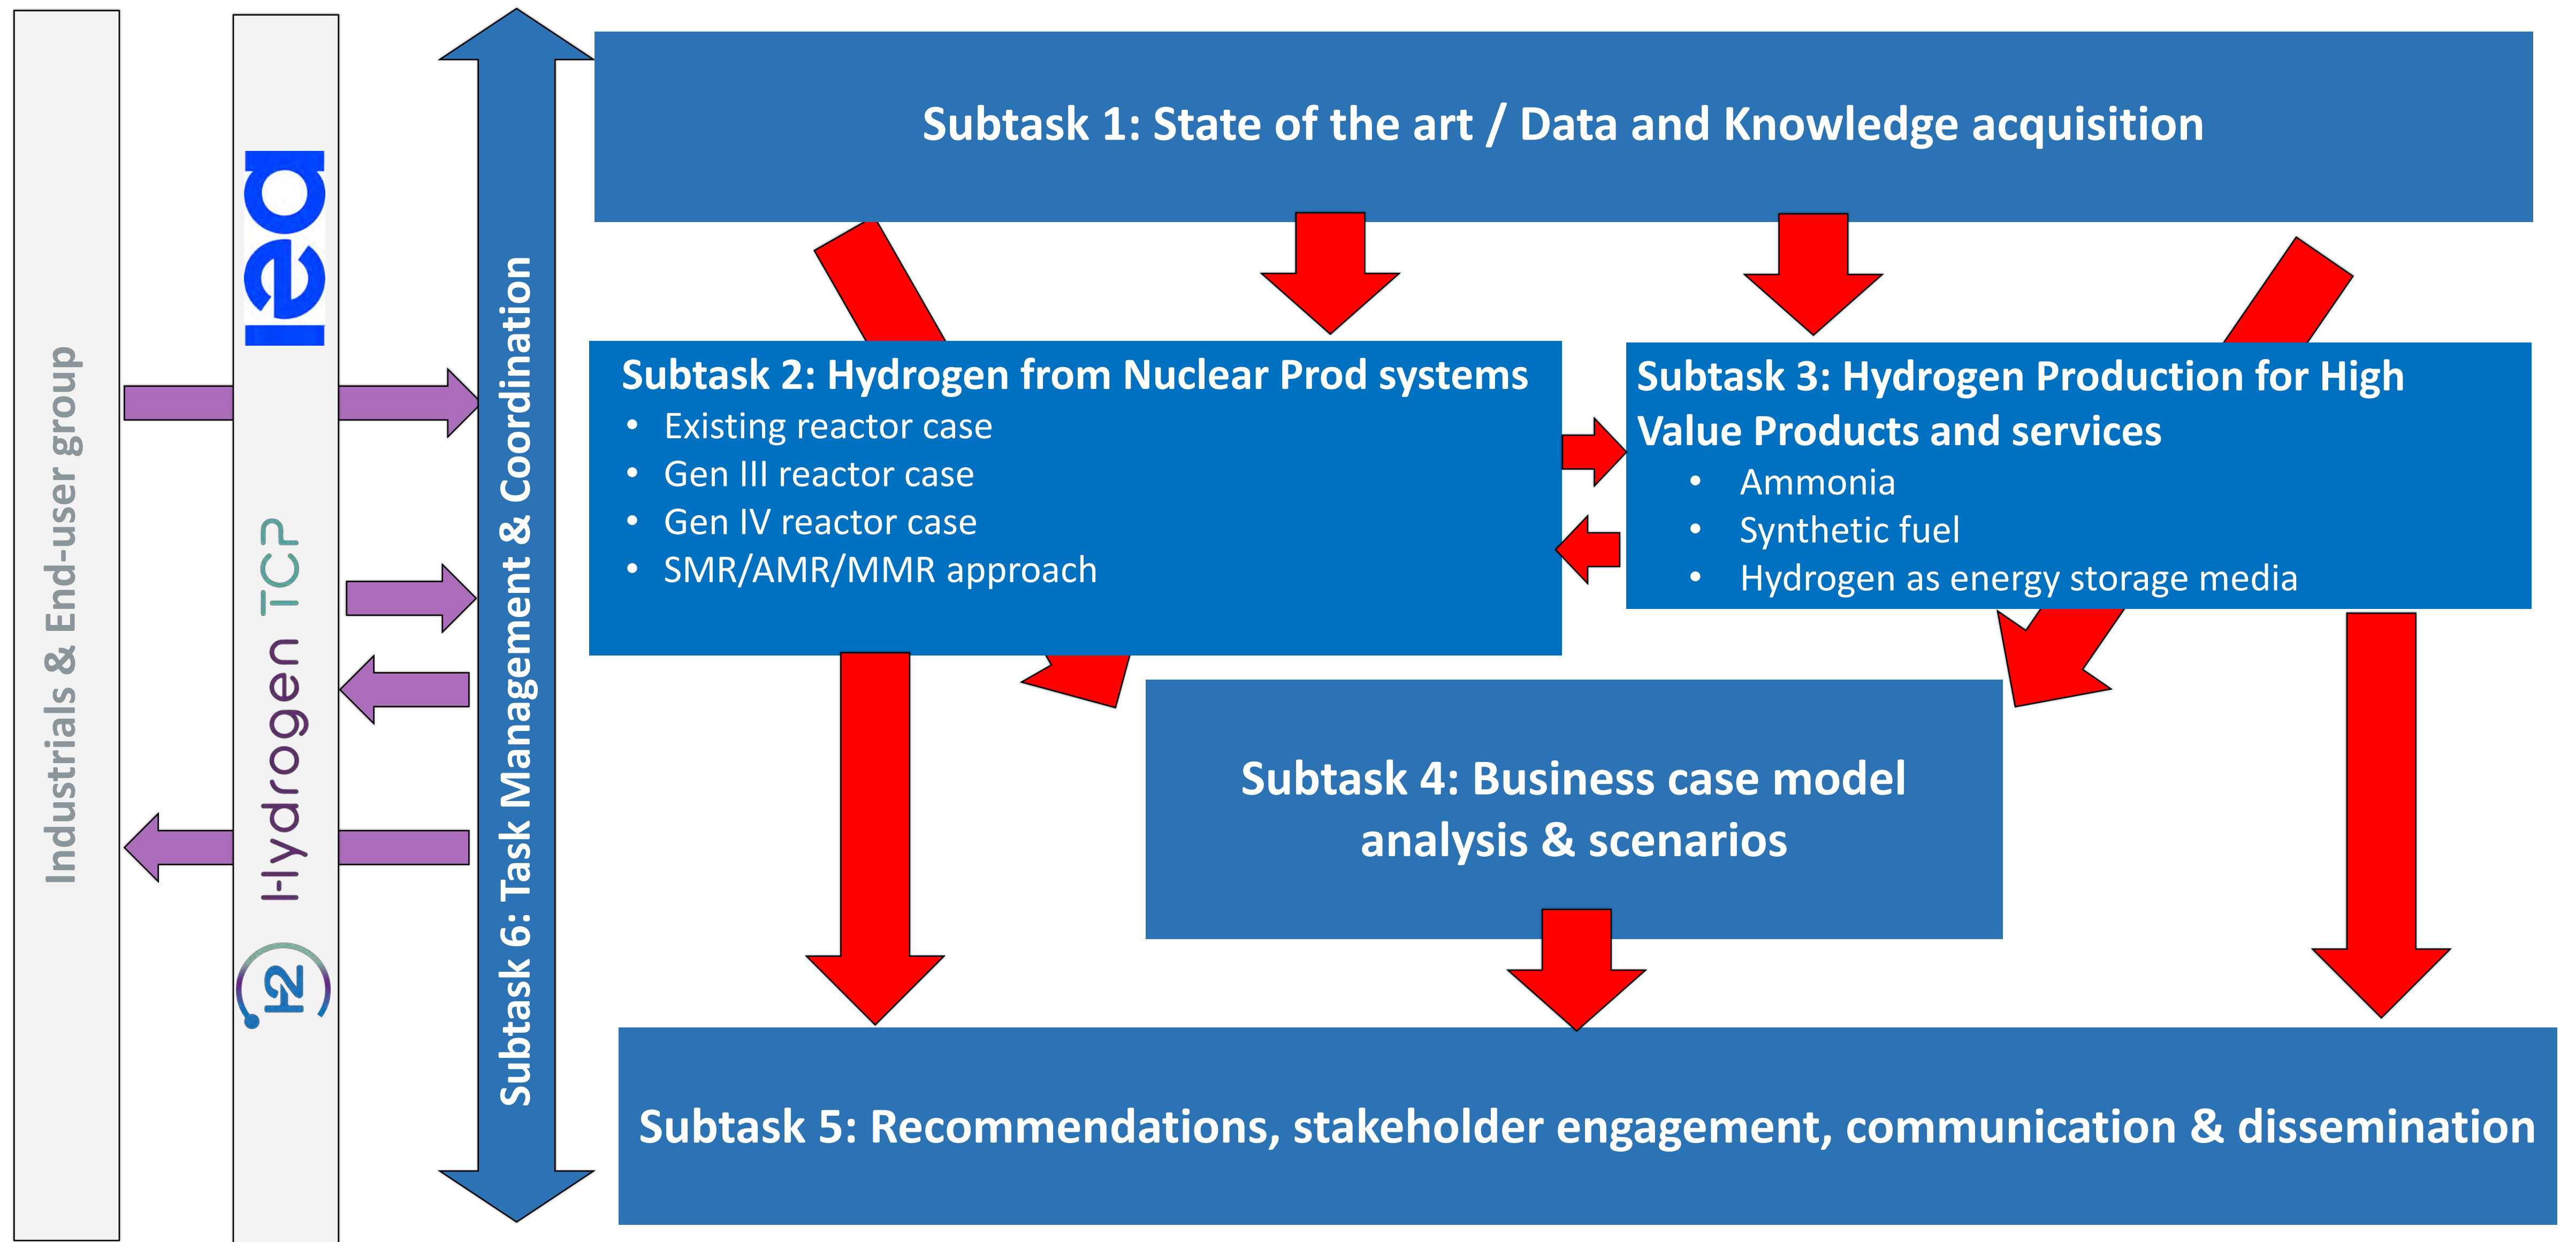 Industrials & End-user group
iea
Hydrogen TCP
H2
Subtask 6: Task Management & Coordination
Subtask 1: State of the art / Data and Knowledge acquisition
Subtask 2: Hydrogen from Nuclear Prod systems
• Existing reactor case
• Gen III reactor case
• Gen IV reactor case
• SMR/AMR/MMR approach
Subtask 3: Hydrogen Production for High
Value Products and services
• Ammonia
• Synthetic fuel
• Hydrogen as energy storage media
Subtask 4: Business case model
analysis & scenarios
Subtask 5: Recommendations, stakeholder engagement, communication & dissemination